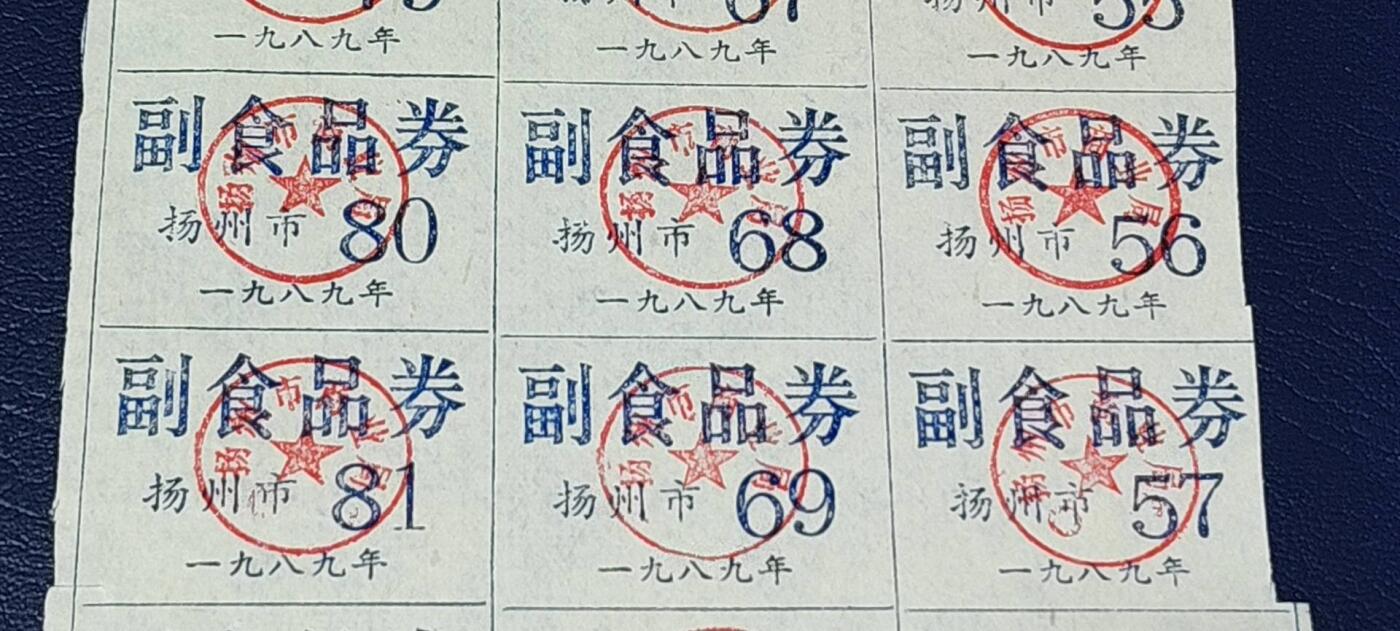 一九八九年 一九八九年 一九八九年
副食品券 副食品券 副食品券
扬州市 80 扬州市 68 扬州市 56
一九八九年 一九八九年 一九八九年
副食品券 副食品券 副食品券
扬州市 81 扬州市 69 扬州市 57
一九八九年 一九八九年 一九八九年